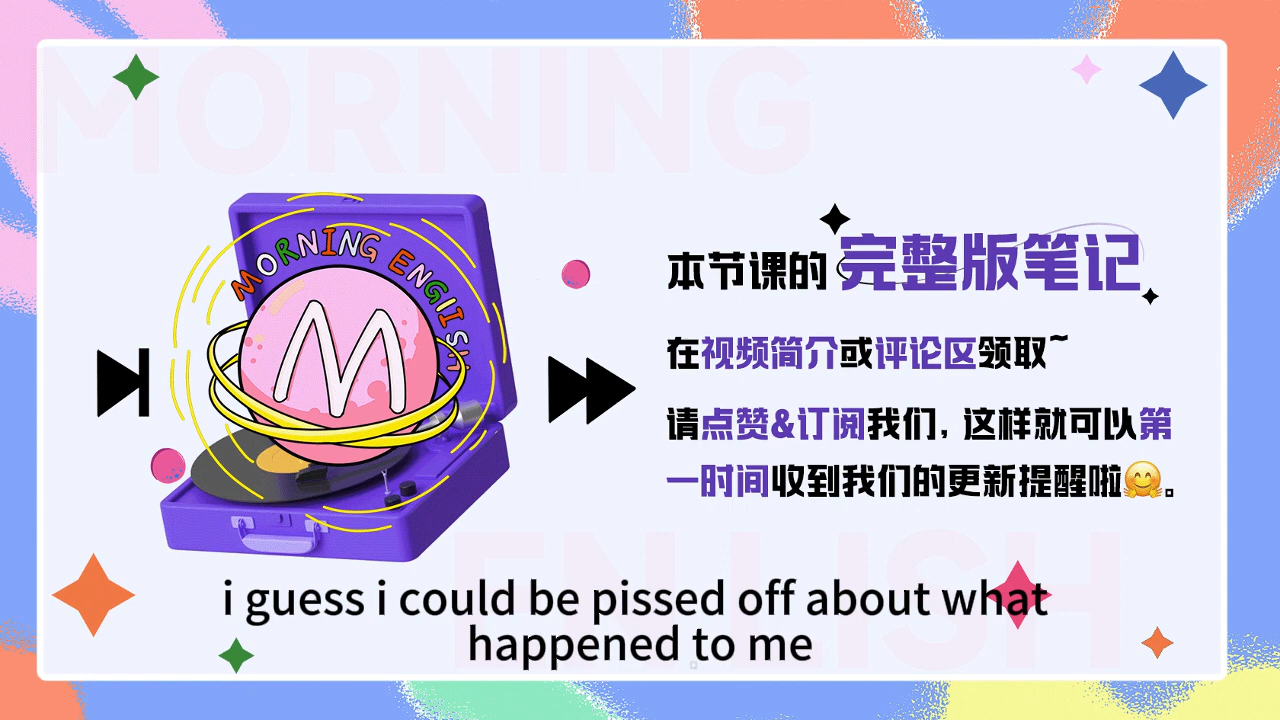 MORNING
MORNING ENGlISH
M
本节课的 完整版笔记
在视频简介或评论区领取~
请点赞&订阅我们, 这样就可以第
一时间收到我们的更新提醒啦🤗。
i guess i could be pissed off about what
happened to me